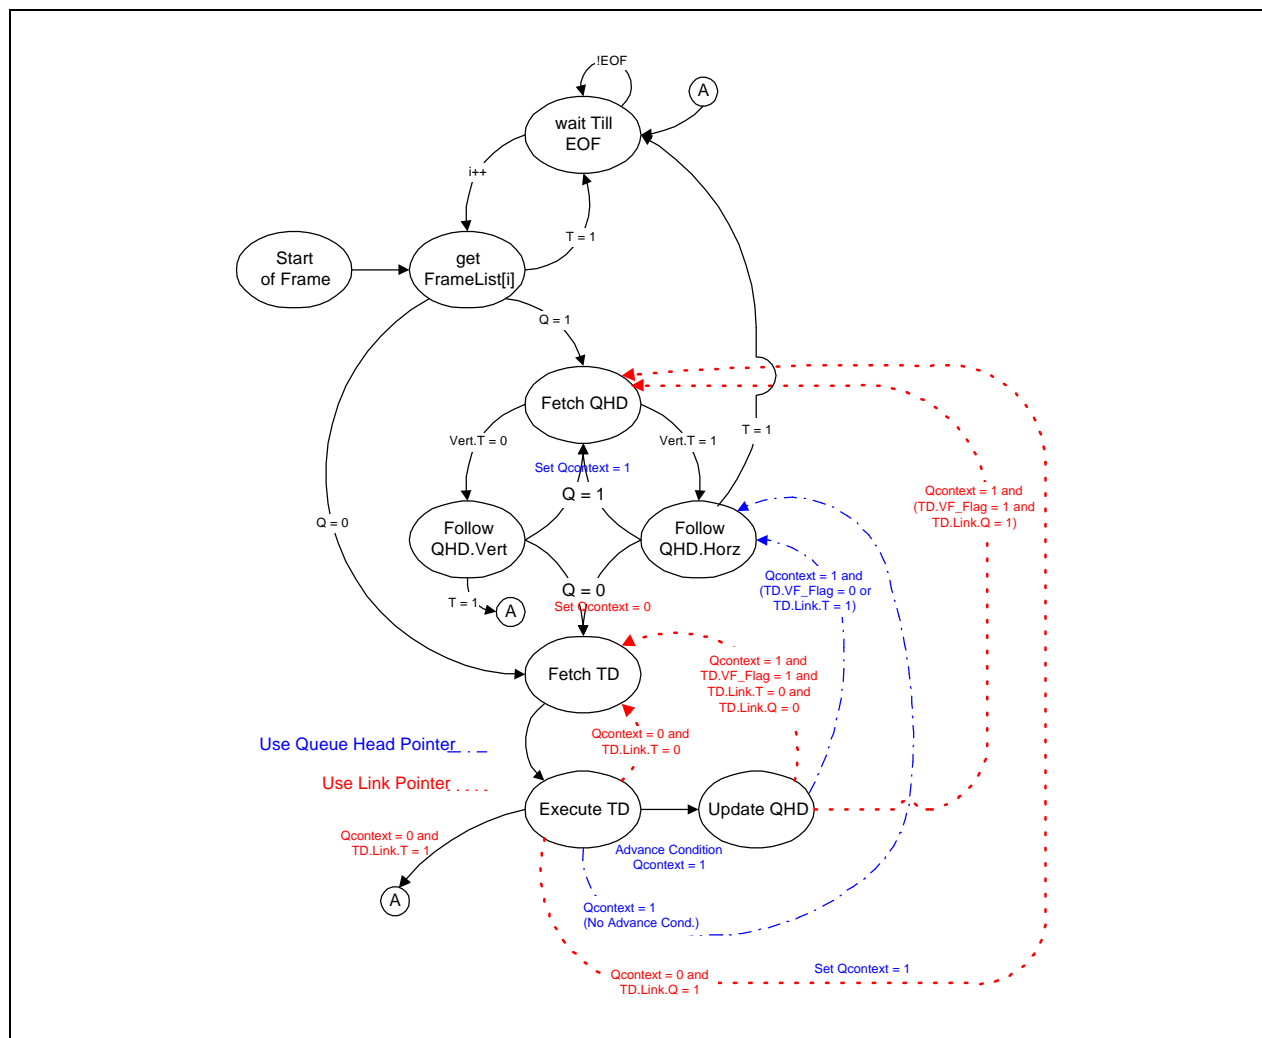 !EOF
A
wait Till
EOF
i++
T = 1
Start
of Frame
get
FrameList[i]
Q = 1
Fetch QHD
Vert.T = 0
Vert.T = 1
T = 1
Set Qcontext = 1
Q = 1
Qcontext = 1 and
(TD.VF_Flag = 1 and
TD.Link.Q = 1)
Q = 0
Follow
QHD.Vert
Follow
QHD.Horz
Qcontext = 1 and
(TD.VF_Flag = 0 or
TD.Link.T = 1)
Q = 0
Set Qcontext = 0
T = 1
A
Fetch TD
Qcontext = 1 and
TD.VF_Flag = 1 and
TD.Link.T = 0 and
TD.Link.Q = 0
Qcontext = 0 and
TD.Link.T = 0
Use Queue Head Pointer
Use Link Pointer
Execute TD
Update QHD
Qcontext = 0 and
TD.Link.T = 1
Advance Condition
Qcontext = 1
A
Qcontext = 1
(No Advance Cond.)
Qcontext = 0 and
TD.Link.Q = 1
Set Qcontext = 1